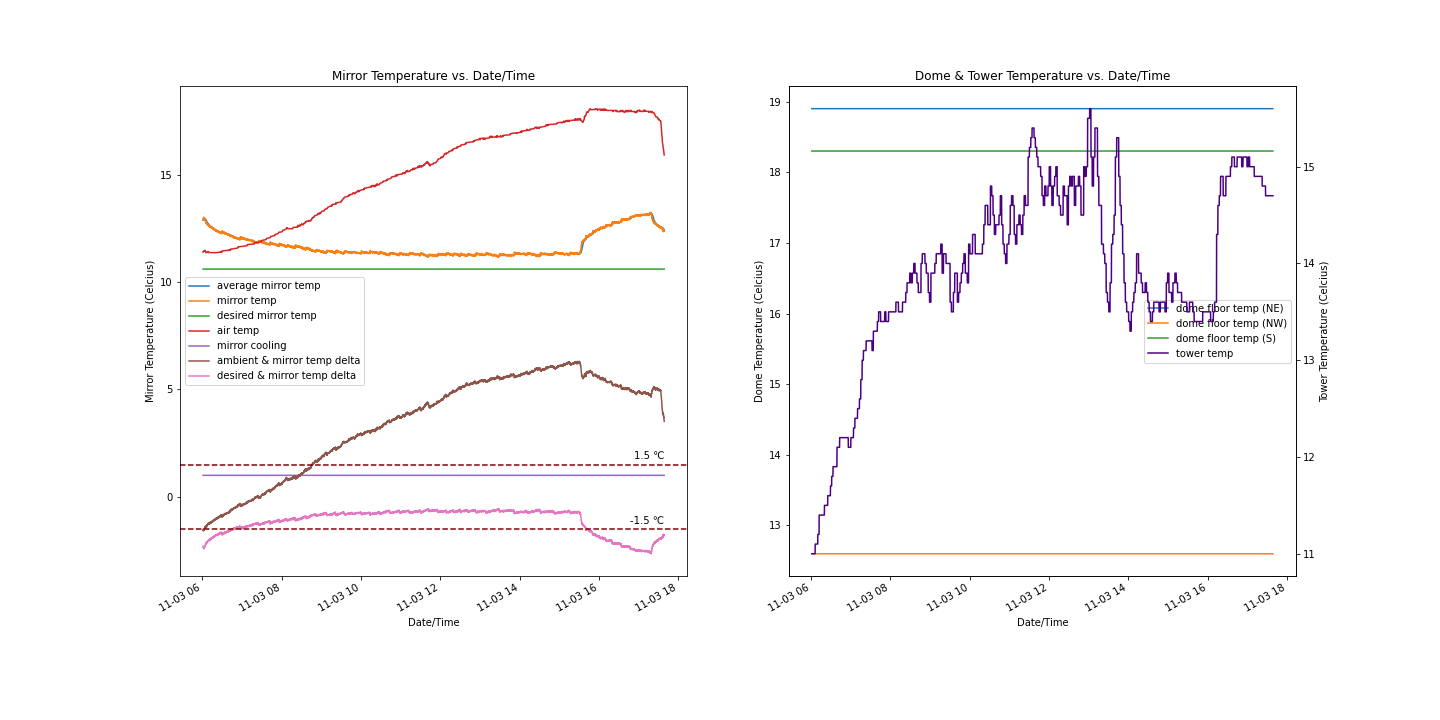 Mirror Temperature vs. Date/Time
Mirror Temperature (Celcius)
15
10
5
0
average mirror temp
mirror temp
desired mirror temp
air temp
mirror cooling
ambient & mirror temp delta
desired & mirror temp delta
1.5 °C
-1.5 °C
11-03 06
11-03 08
11-03 10
11-03 12
11-03 14
11-03 16
11-03 18
Date/Time
Dome & Tower Temperature vs. Date/Time
Dome Temperature (Celcius)
19
18
17
16
15
14
13
dome floor temp (NE)
dome floor temp (NW)
dome floor temp (S)
tower temp
15
14
13
12
11
Tower Temperature (Celcius)
11-03 06
11-03 08
11-03 10
11-03 12
11-03 14
11-03 16
11-03 18
Date/Time